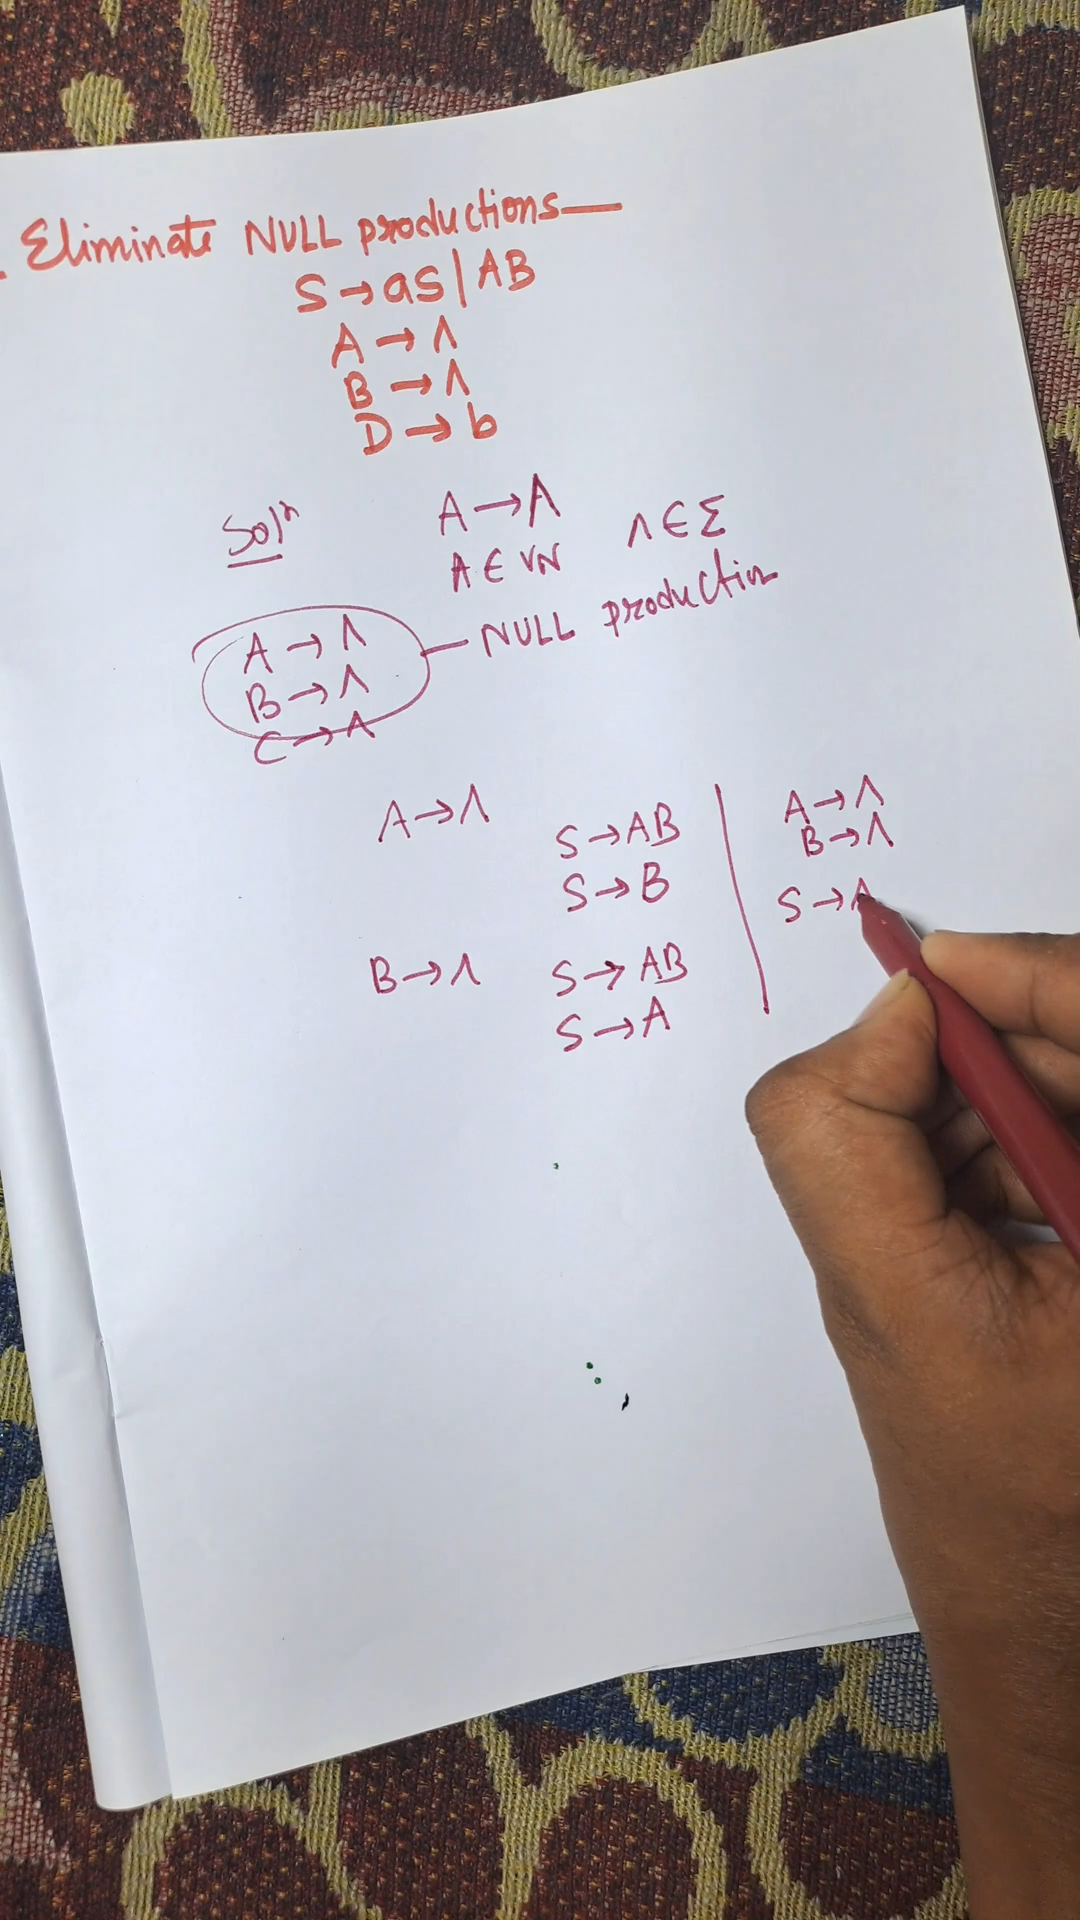 Eliminate NULL productions—
S → aS | AB
A → Λ
B → Λ
D → b
Solⁿ
A → Λ
A ∈ VN Λ ∈ Σ
A → Λ
B → Λ
C → Λ
— NULL production
A → Λ
S → AB
S → B
B → Λ
S → AB
S → A
A → Λ
B → Λ
S → Λ